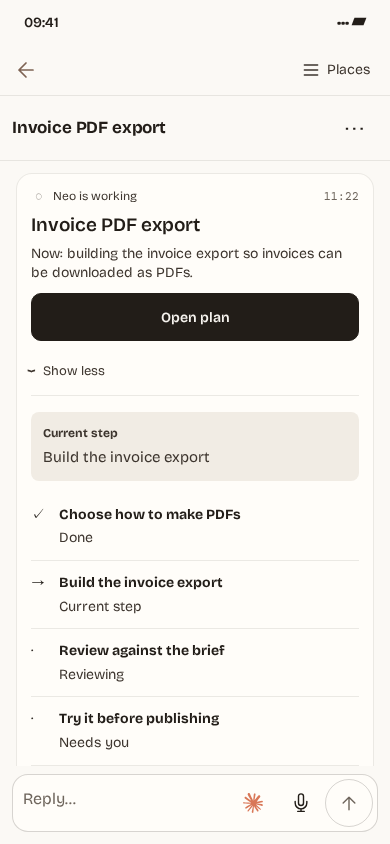 09:41
Places
Invoice PDF export
Neo is working
11:22
Invoice PDF export
Now: building the invoice export so invoices can
be downloaded as PDFs.
Open plan
Show less
Current step
Build the invoice export
Choose how to make PDFs
Done
Build the invoice export
Current step
Review against the brief
Reviewing
Try it before publishing
Needs you
Reply...